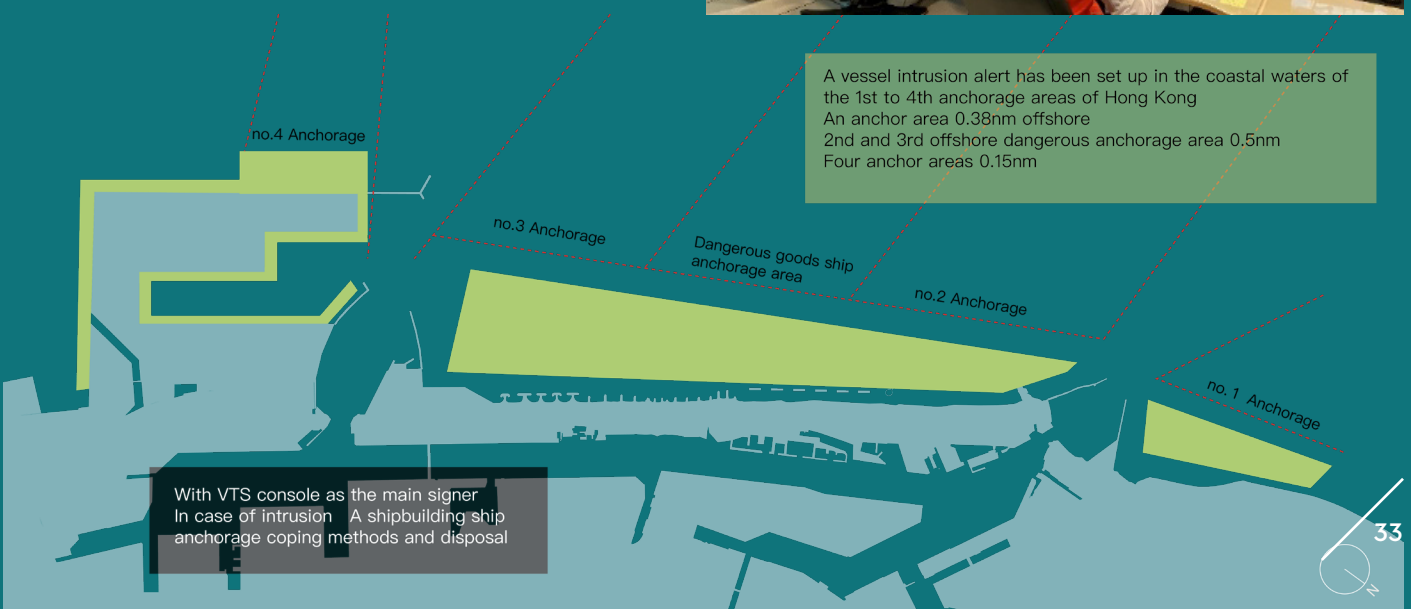 A vessel intrusion alert has been set up in the coastal waters of
the 1st to 4th anchorage areas of Hong Kong
An anchor area 0.38nm offshore
2nd and 3rd offshore dangerous anchorage area 0.5nm
Four anchor areas 0.15nm
no.4 Anchorage
no.3 Anchorage
Dangerous goods ship
anchorage area
no.2 Anchorage
no. 1 Anchorage
With VTS console as the main signer
In case of intrusion A shipbuilding ship
anchorage coping methods and disposal
33
N